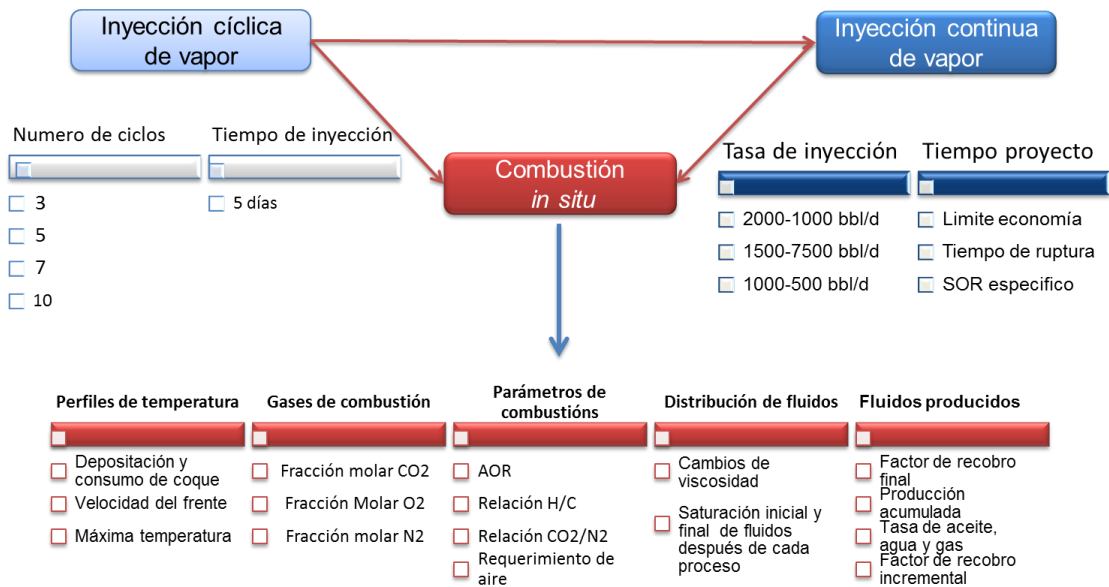 Inyección cíclica
de vapor
Inyección continua
de vapor
Combustión
in situ
Numero de ciclos
3
5
7
10
Tiempo de inyección
5 días
Tasa de inyección
2000-1000 bbl/d
1500-7500 bbl/d
1000-500 bbl/d
Tiempo proyecto
Limite economía
Tiempo de ruptura
SOR especifico
Perfiles de temperatura
Depositación y
consumo de coque
Velocidad del frente
Máxima temperatura
Gases de combustión
Fracción molar CO2
Fracción Molar O2
Fracción molar N2
Parámetros de
combustións
AOR
Relación H/C
Relación CO2/N2
Requerimiento de
aire
Distribución de fluidos
Cambios de
viscosidad
Saturación inicial y
final de fluidos
después de cada
proceso
Fluidos producidos
Factor de recobro
final
Producción
acumulada
Tasa de aceite,
agua y gas
Factor de recobro
incremental